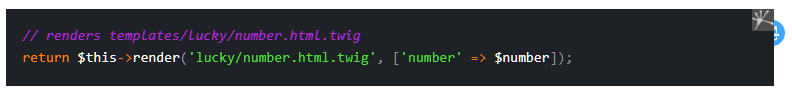 // renders templates/lucky/number.html.twig
return $this->render('lucky/number.html.twig', ['number' => $number]);